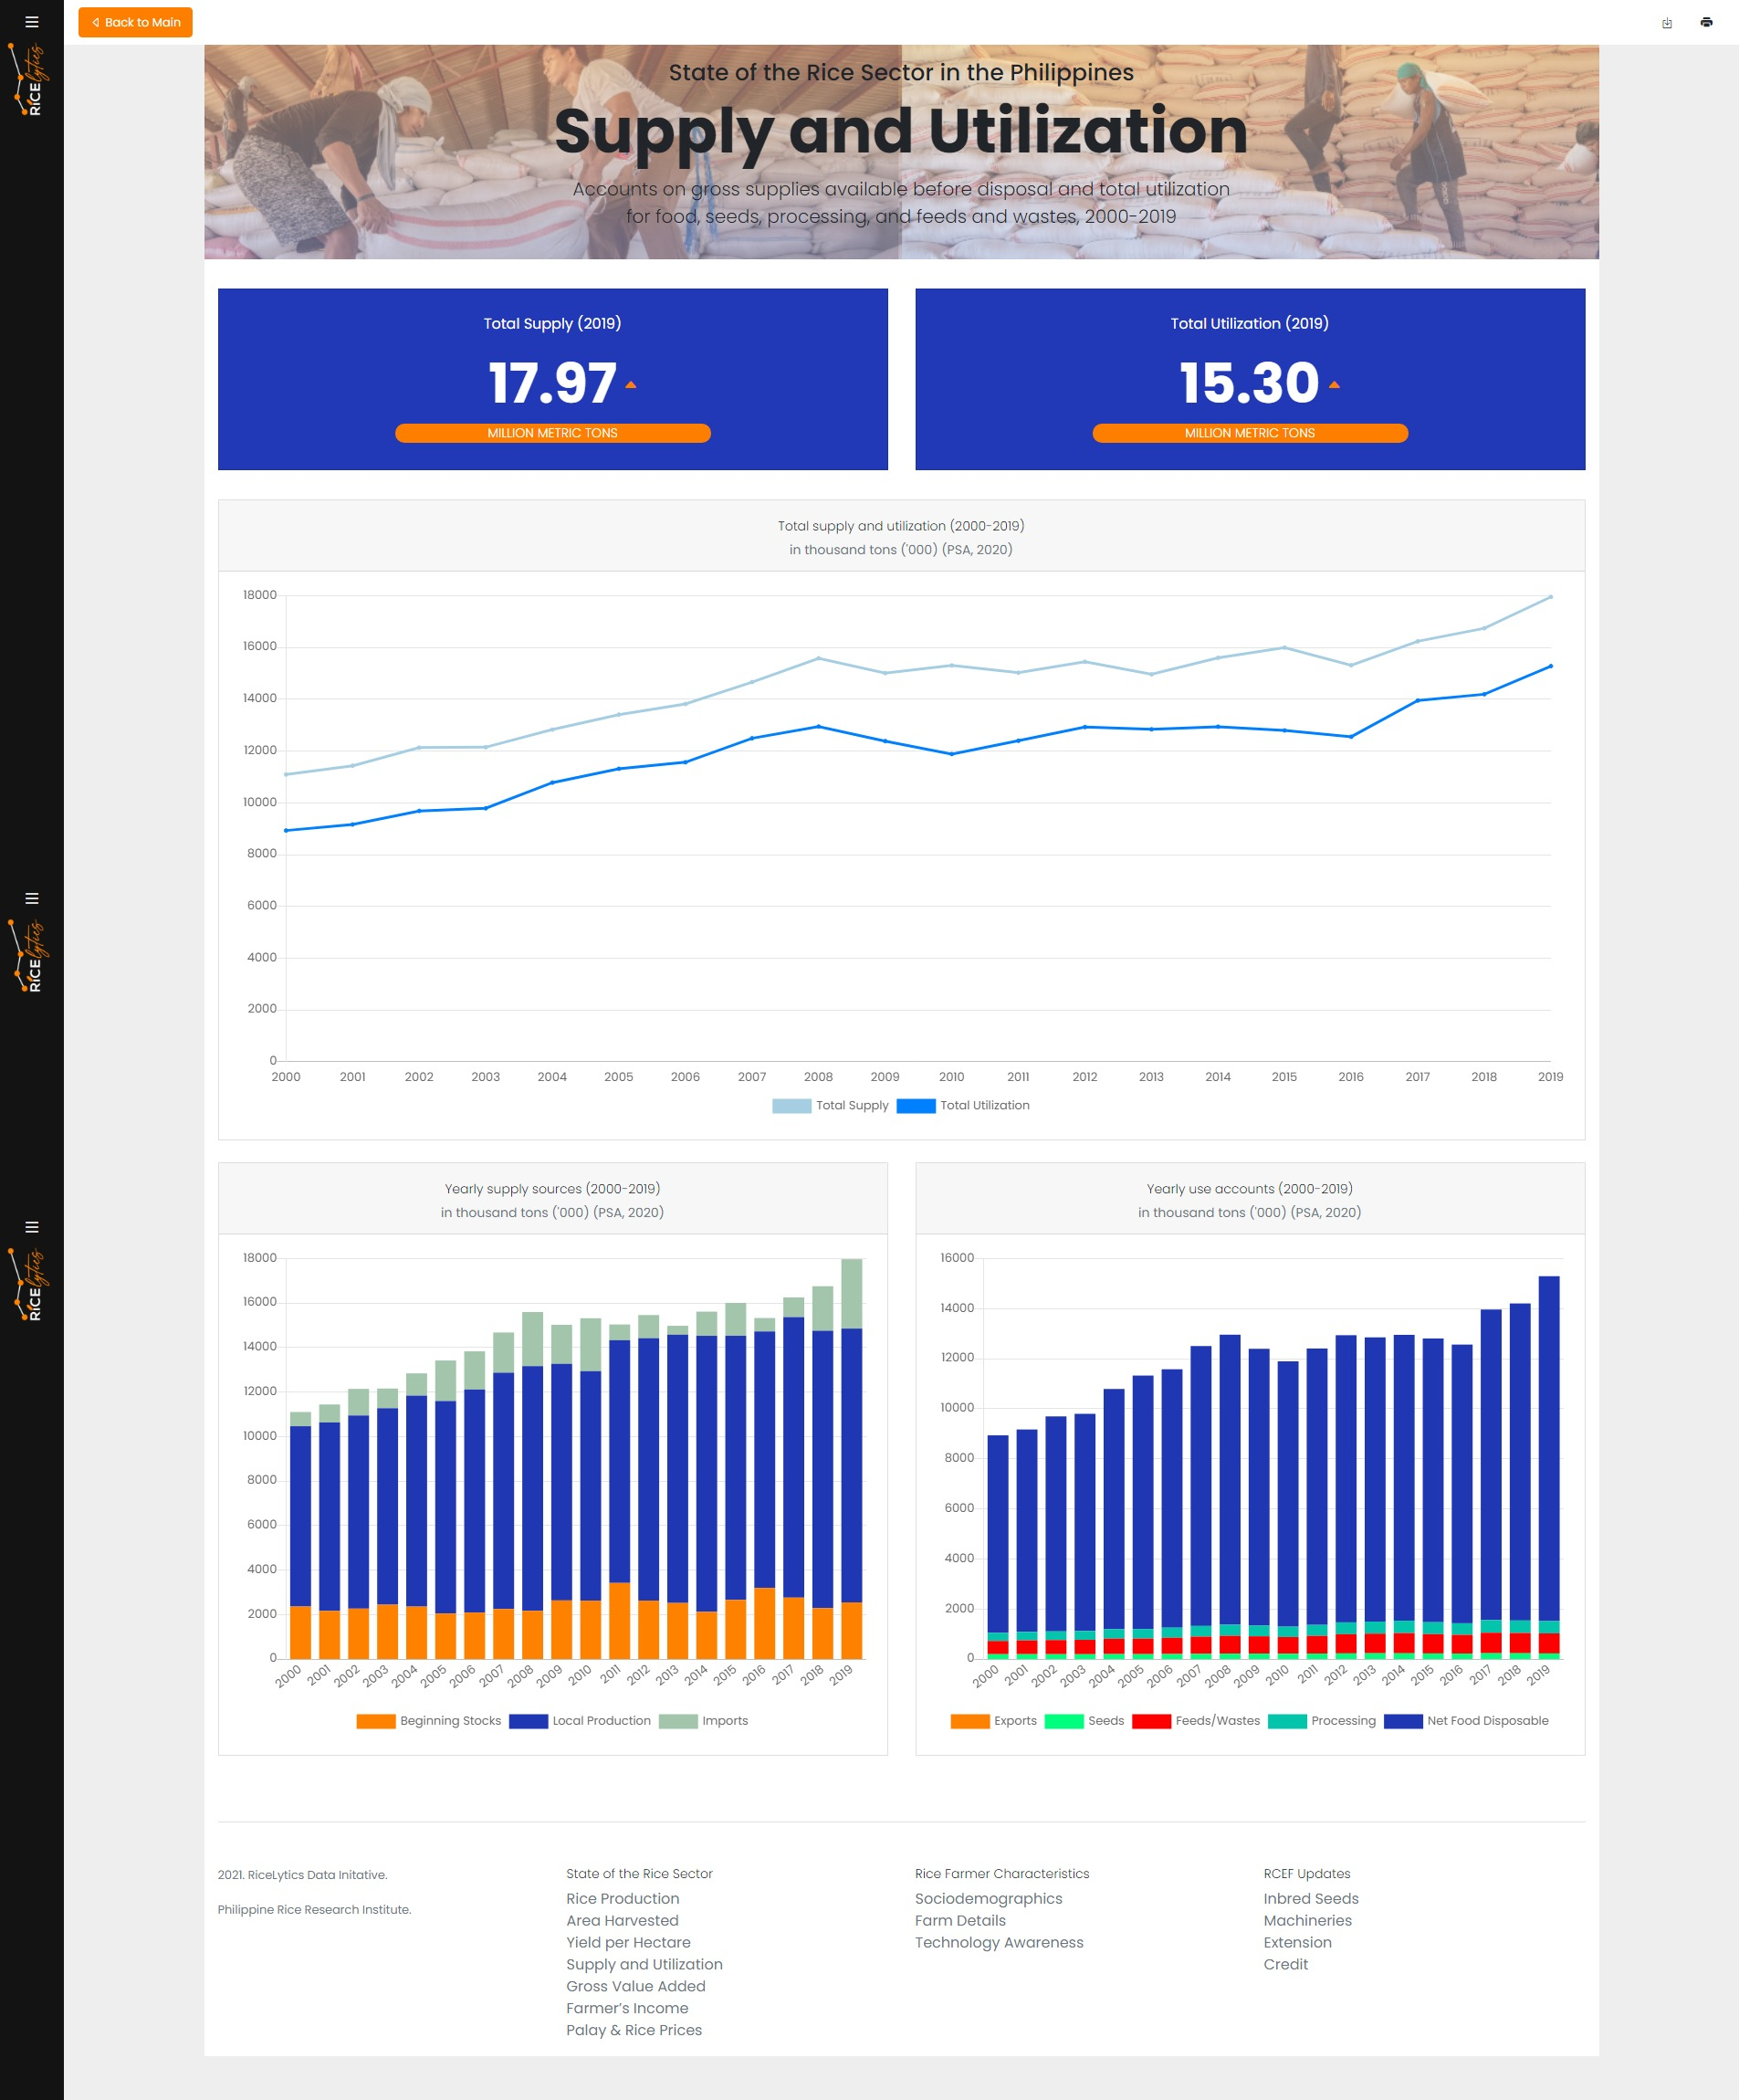 Back to Main
RiCElytics
State of the Rice Sector in the Philippines
Supply and Utilization
Accounts on gross supplies available before disposal and total utilization
for food, seeds, processing, and feeds and wastes, 2000-2019
Total Supply (2019)
17.97
MILLION METRIC TONS
Total Utilization (2019)
15.30
MILLION METRIC TONS
Total supply and utilization (2000-2019)
in thousand tons ('000) (PSA, 2020)
18000
16000
14000
12000
10000
8000
6000
4000
2000
0
2000 2001 2002 2003 2004 2005 2006 2007 2008 2009 2010 2011 2012 2013 2014 2015 2016 2017 2018 2019
Total Supply Total Utilization
RiCElytics
Yearly supply sources (2000-2019)
in thousand tons ('000) (PSA, 2020)
18000
16000
14000
12000
10000
8000
6000
4000
2000
0
2000 2001 2002 2003 2004 2005 2006 2007 2008 2009 2010 2011 2012 2013 2014 2015 2016 2017 2018 2019
Beginning Stocks Local Production Imports
Yearly use accounts (2000-2019)
in thousand tons ('000) (PSA, 2020)
16000
14000
12000
10000
8000
6000
4000
2000
0
2000 2001 2002 2003 2004 2005 2006 2007 2008 2009 2010 2011 2012 2013 2014 2015 2016 2017 2018 2019
Exports Seeds Feeds/Wastes Processing Net Food Disposable
RiCElytics
2021. RiceLytics Data Initative.
Philippine Rice Research Institute.
State of the Rice Sector
Rice Production
Area Harvested
Yield per Hectare
Supply and Utilization
Gross Value Added
Farmer's Income
Palay & Rice Prices
Rice Farmer Characteristics
Sociodemographics
Farm Details
Technology Awareness
RCEF Updates
Inbred Seeds
Machineries
Extension
Credit